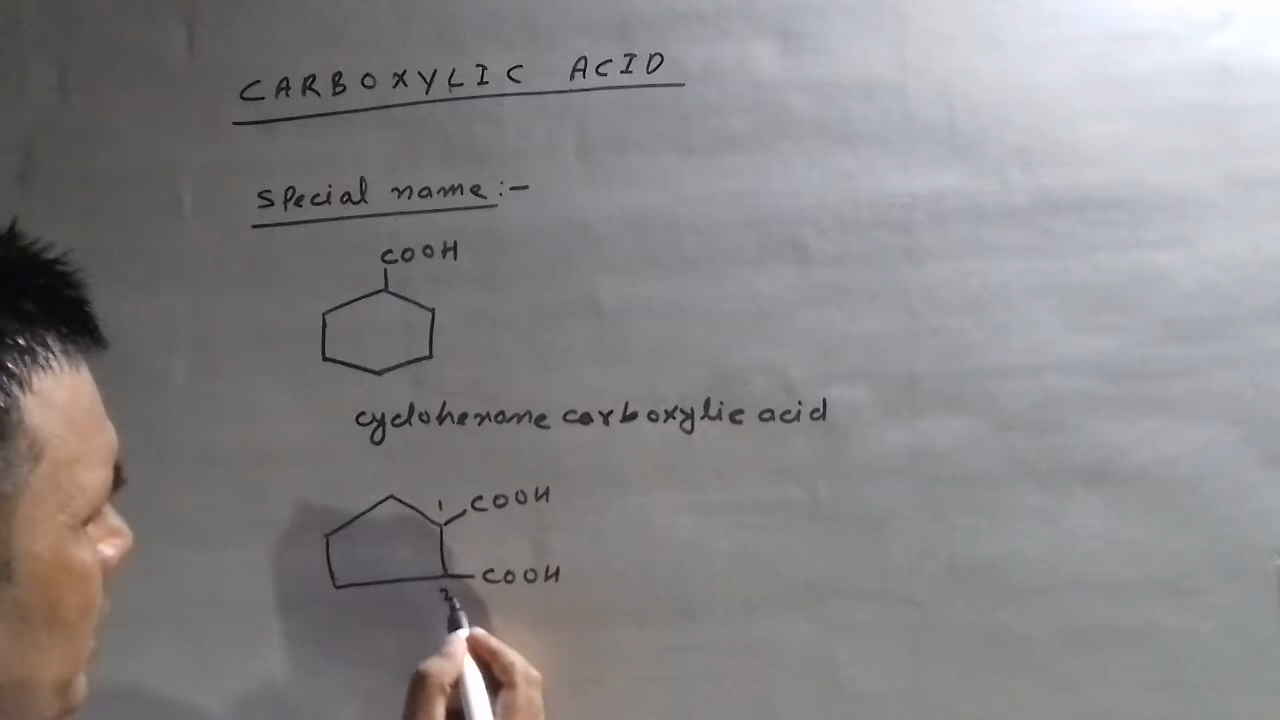 CARBOXYLIC ACID
special name:-
COOH
cyclohexane carboxylic acid
1 COOH
COOH
2